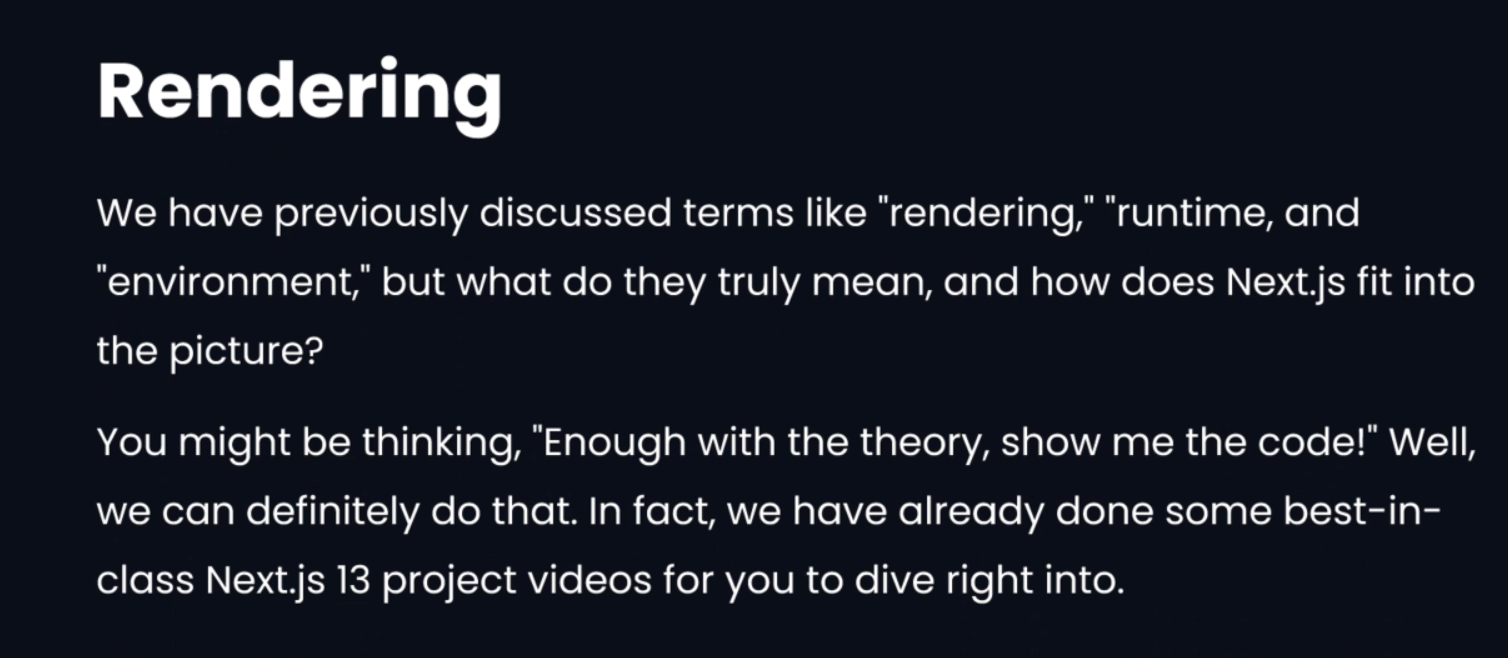 Rendering
We have previously discussed terms like "rendering," "runtime, and
"environment," but what do they truly mean, and how does Next.js fit into
the picture?
You might be thinking, "Enough with the theory, show me the code!" Well,
we can definitely do that. In fact, we have already done some best-in-
class Next.js 13 project videos for you to dive right into.